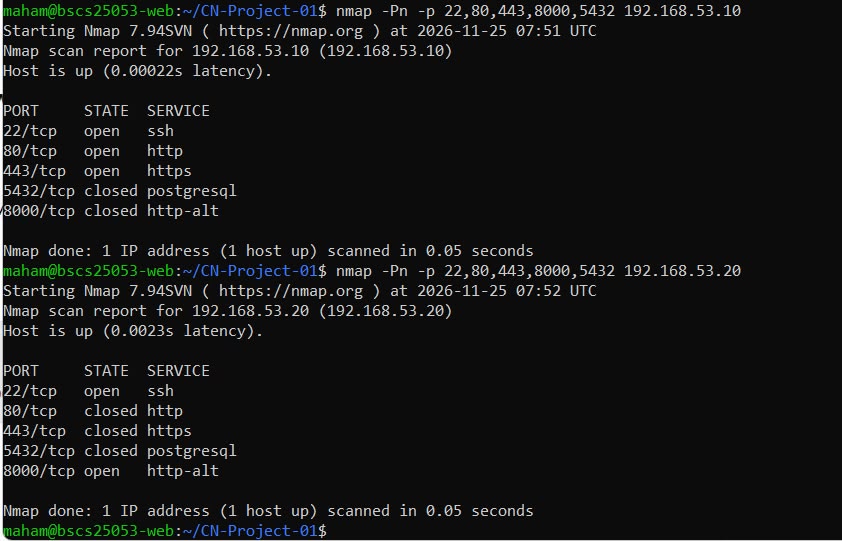 maham@bscs25053-web:~/CN-Project-01$ nmap -Pn -p 22,80,443,8000,5432 192.168.53.10
Starting Nmap 7.94SVN ( https://nmap.org ) at 2026-11-25 07:51 UTC
Nmap scan report for 192.168.53.10 (192.168.53.10)
Host is up (0.00022s latency).

PORT     STATE  SERVICE
22/tcp   open   ssh
80/tcp   open   http
443/tcp  open   https
5432/tcp closed postgresql
8000/tcp closed http-alt

Nmap done: 1 IP address (1 host up) scanned in 0.05 seconds
maham@bscs25053-web:~/CN-Project-01$ nmap -Pn -p 22,80,443,8000,5432 192.168.53.20
Starting Nmap 7.94SVN ( https://nmap.org ) at 2026-11-25 07:52 UTC
Nmap scan report for 192.168.53.20 (192.168.53.20)
Host is up (0.0023s latency).

PORT     STATE  SERVICE
22/tcp   open   ssh
80/tcp   closed http
443/tcp  closed https
5432/tcp closed postgresql
8000/tcp open   http-alt

Nmap done: 1 IP address (1 host up) scanned in 0.05 seconds
maham@bscs25053-web:~/CN-Project-01$